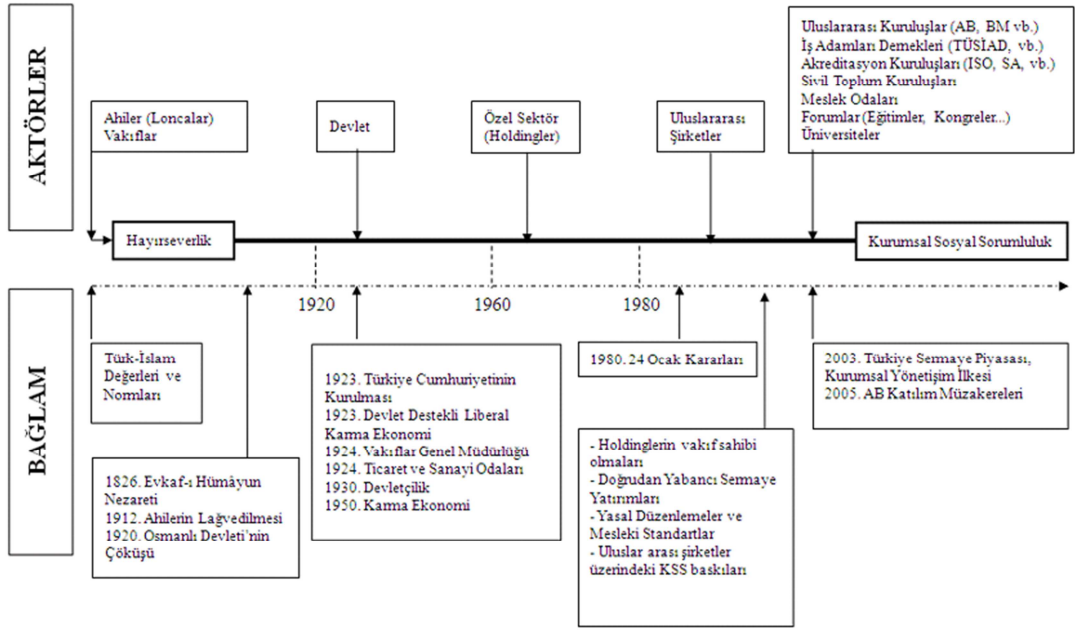 AKTÖRLER
Ahiler (Loncalar)
Vakıflar
Devlet
Özel Sektör
(Holdingler)
Uluslararası
Şirketler
Uluslararası Kuruluşlar (AB, BM vb.)
İş Adamları Demekleri (TÜSİAD, vb.)
Akreditasyon Kuruluşları (ISO, SA, vb.)
Sivil Toplum Kuruluşları
Meslek Odaları
Forumlar (Eğitimler, Kongreler...)
Üniversiteler
Hayırseverlik
Kurumsal Sosyal Sorumluluk
1920
1960
1980
BAĞLAM
Türk-İslam
Değerleri ve
Normları
1826. Evkaf-ı Hümâyun
Nezareti
1912. Ahilerin Lağvedilmesi
1920. Osmanlı Devleti'nin
Çöküşü
1923. Türkiye Cumhuriyetinin
Kurulması
1923. Devlet Destekli Liberal
Karma Ekonomi
1924. Vakıflar Genel Müdürlüğü
1924. Ticaret ve Sanayi Odaları
1930. Devletçilik
1950. Karma Ekonomi
1980. 24 Ocak Kararları
- Holdinglerin vakıf sahibi
olmaları
- Doğrudan Yabancı Sermaye
Yatırımları
- Yasal Düzenlemeler ve
Mesleki Standartlar
- Uluslar arası şirketler
üzerindeki KSS baskıları
2003. Türkiye Sermaye Piyasası,
Kurumsal Yönetişim İlkesi
2005. AB Katılım Müzakereleri